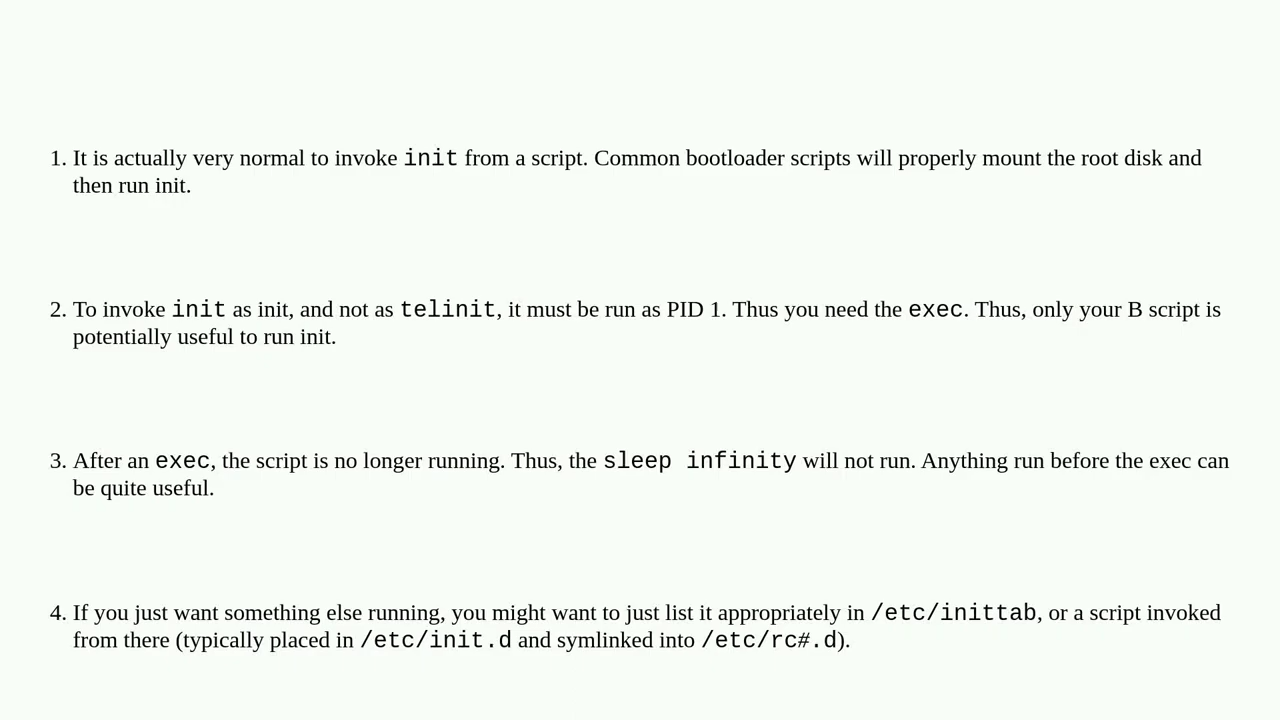 1. It is actually very normal to invoke init from a script. Common bootloader scripts will properly mount the root disk and
then run init.
2. To invoke init as init, and not as telinit, it must be run as PID 1. Thus you need the exec. Thus, only your B script is
potentially useful to run init.
3. After an exec, the script is no longer running. Thus, the sleep infinity will not run. Anything run before the exec can
be quite useful.
4. If you just want something else running, you might want to just list it appropriately in /etc/inittab, or a script invoked
from there (typically placed in /etc/init.d and symlinked into /etc/rc#.d).